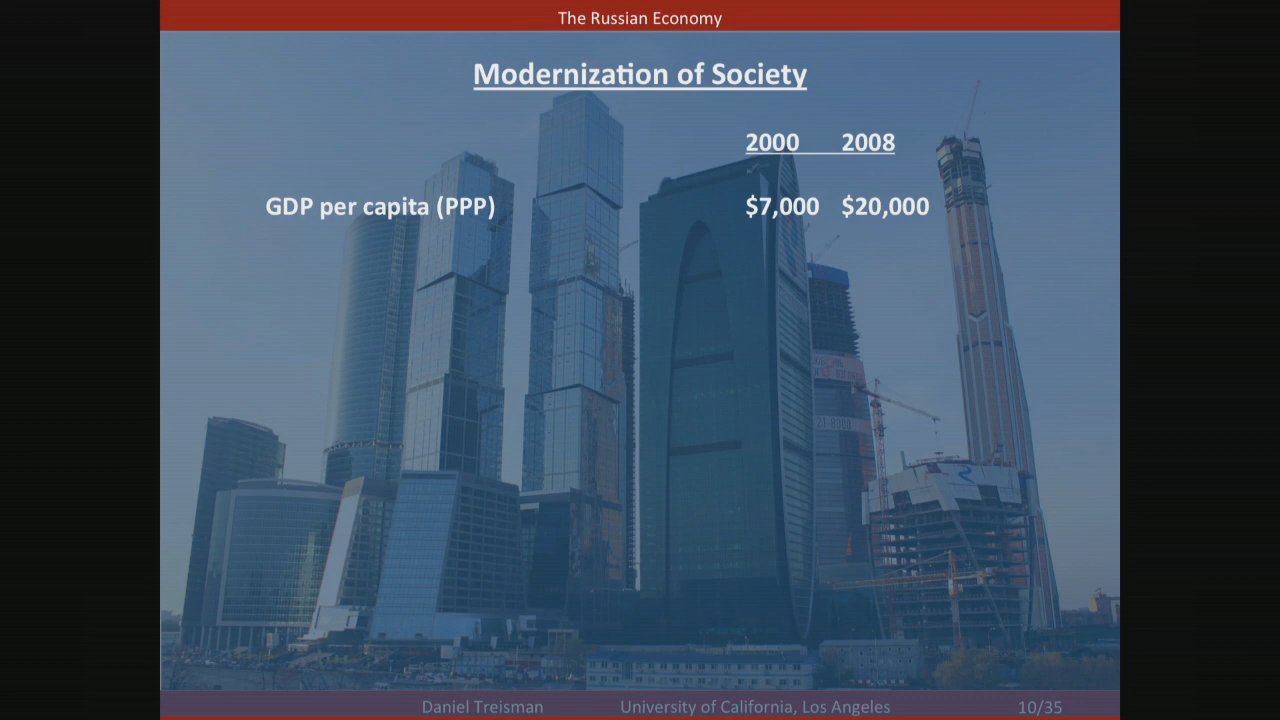 The Russian Economy
Modernization of Society
2000 2008
GDP per capita (PPP) $7,000 $20,000
Daniel Treisman University of California, Los Angeles 10/35